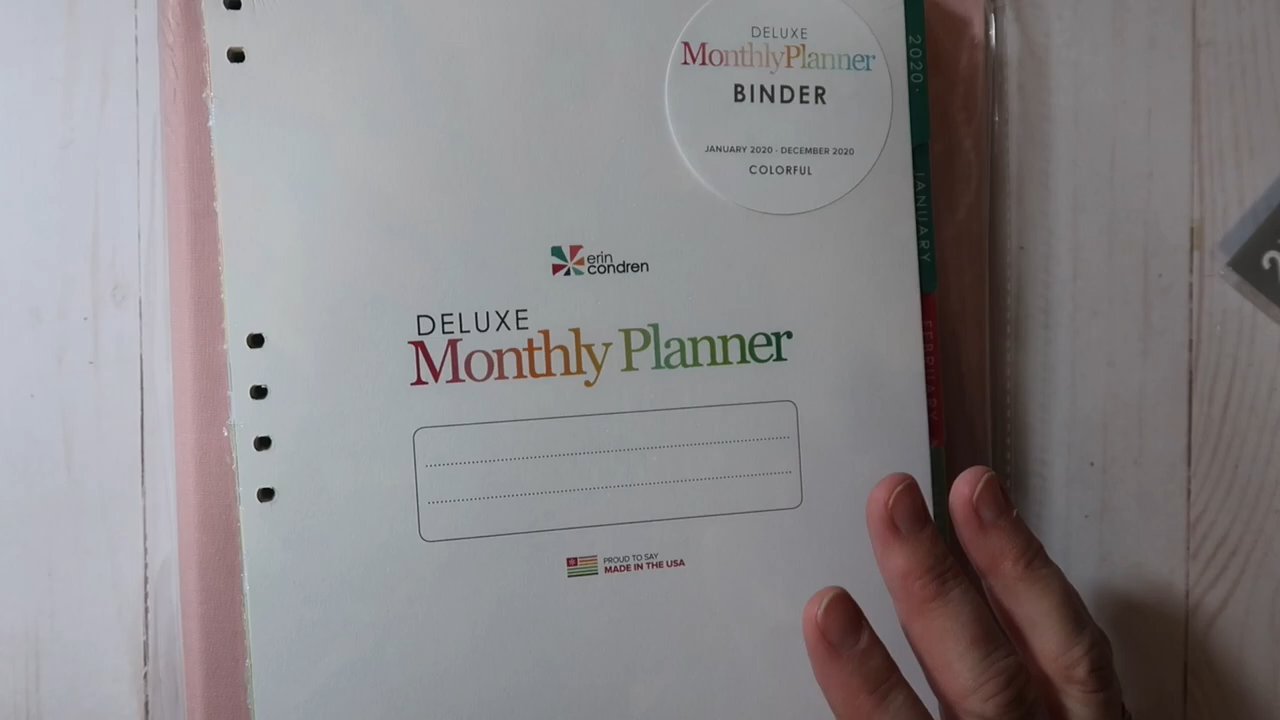 DELUXE
MonthlyPlanner
BINDER
JANUARY 2020 - DECEMBER 2020
COLORFUL
2020.
JANUARY
FEBRUARY
erin
condren
DELUXE
Monthly Planner
PROUD TO SAY
MADE IN THE USA